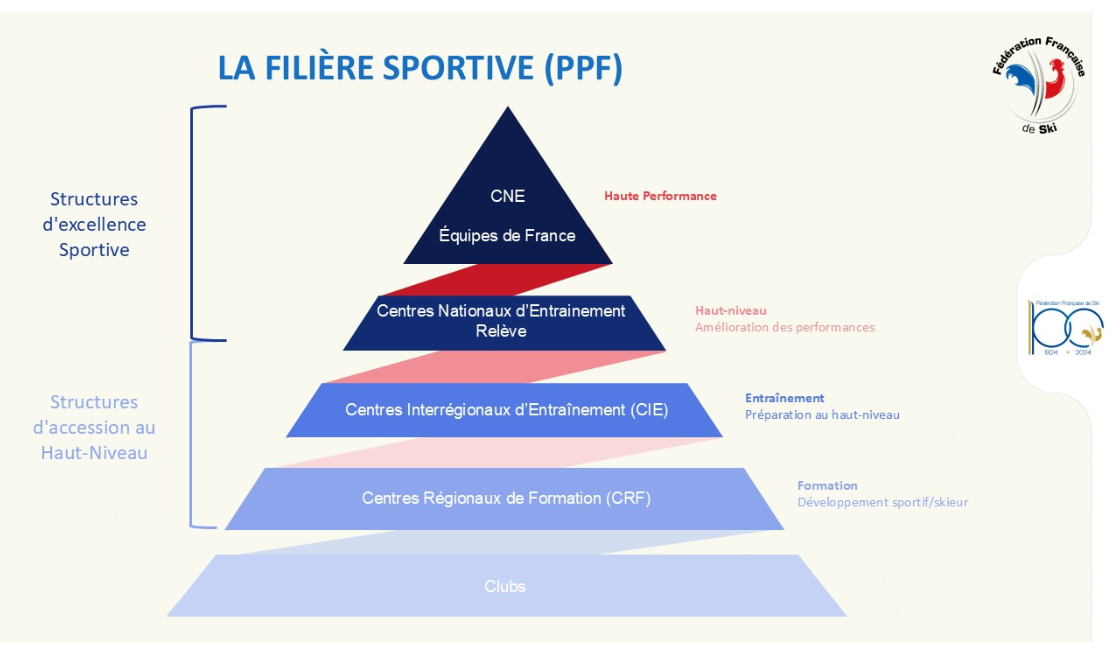 LA FILIÈRE SPORTIVE (PPF)
Fédération Française
de Ski
Structures
d'excellence
Sportive
CNE
Équipes de France
Haute Performance
Centres Nationaux d'Entrainement
Relève
Haut-niveau
Amélioration des performances
Fédération Française de Ski
1924 2024
Structures
d'accession au
Haut-Niveau
Centres Interrégionaux d'Entraînement (CIE)
Entraînement
Préparation au haut-niveau
Centres Régionaux de Formation (CRF)
Formation
Développement sportif/skieur
Clubs